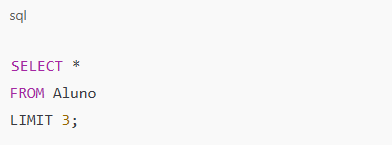 sql
SELECT *
FROM Aluno
LIMIT 3;